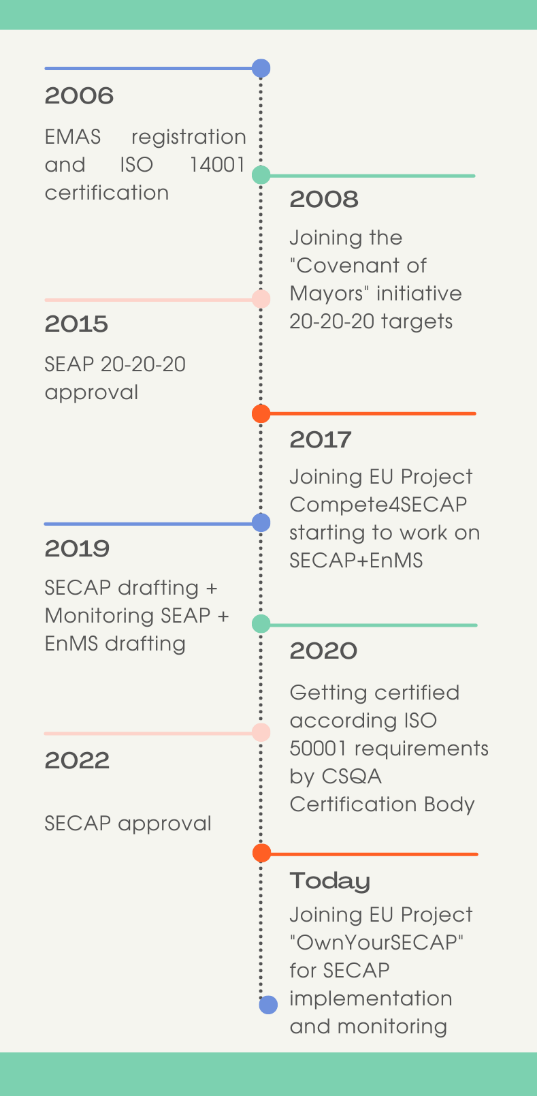 2006
EMAS registration
and ISO 14001
certification
2008
Joining the
"Covenant of
Mayors" initiative
20-20-20 targets
2015
SEAP 20-20-20
approval
2017
Joining EU Project
Compete4SECAP
starting to work on
SECAP+EnMS
2019
SECAP drafting +
Monitoring SEAP +
EnMS drafting
2020
Getting certified
according ISO
50001 requirements
by CSQA
Certification Body
2022
SECAP approval
Today
Joining EU Project
"OwnYourSECAP"
for SECAP
implementation
and monitoring